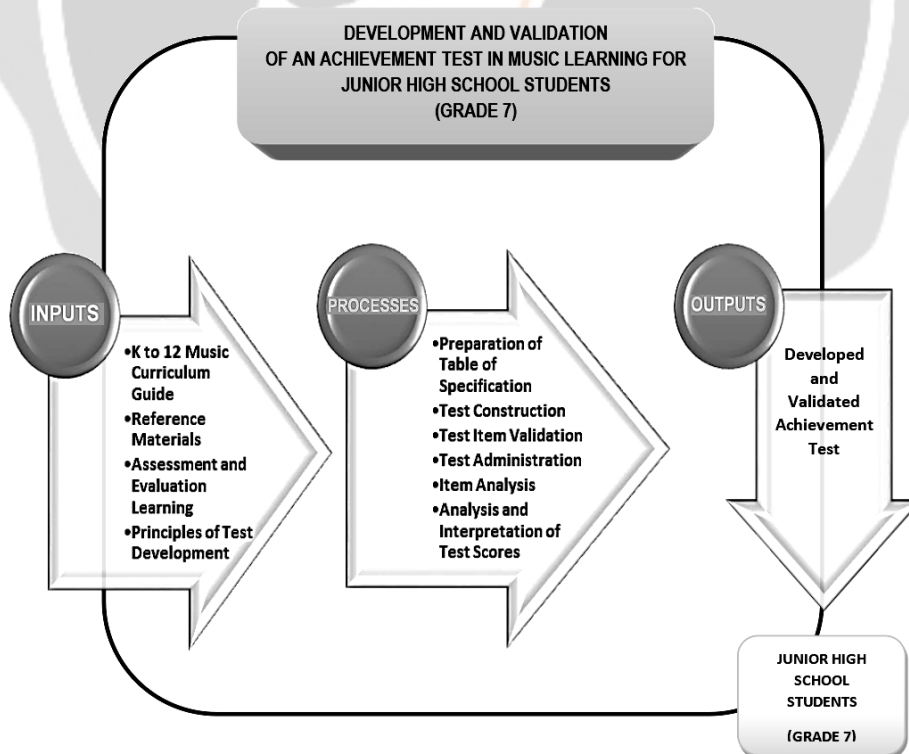 DEVELOPMENT AND VALIDATION
OF AN ACHIEVEMENT TEST IN MUSIC LEARNING FOR
JUNIOR HIGH SCHOOL STUDENTS
(GRADE 7)
INPUTS
•K to 12 Music
Curriculum
Guide
•Reference
Materials
•Assessment and
Evaluation
Learning
•Principles of Test
Development
PROCESSES
•Preparation of
Table of
Specification
•Test Construction
•Test Item Validation
•Test Administration
•Item Analysis
•Analysis and
Interpretation of
Test Scores
OUTPUTS
Developed
and
Validated
Achievement
Test
JUNIOR HIGH
SCHOOL
STUDENTS
(GRADE 7)